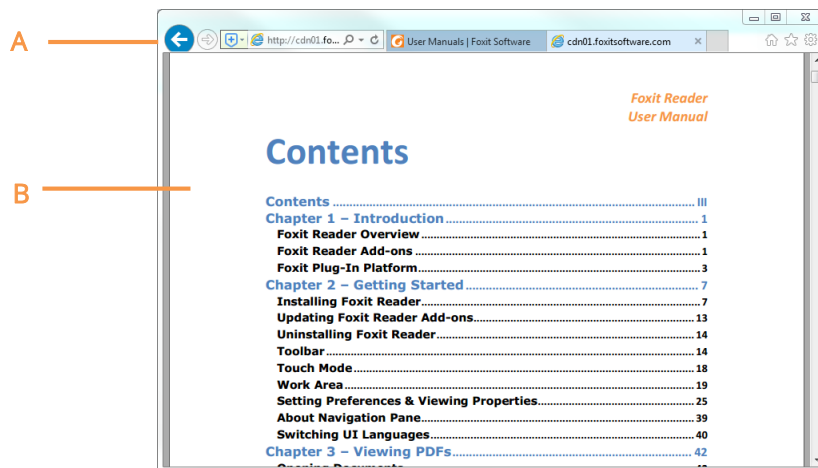 A
http://cdn01.fo... User Manuals | Foxit Software cdn01.foxitsoftware.com
Foxit Reader
User Manual
Contents
B
Contents ........ III
Chapter 1 – Introduction ........ 1
Foxit Reader Overview ........ 1
Foxit Reader Add-ons ........ 1
Foxit Plug-In Platform ........ 3
Chapter 2 – Getting Started ........ 7
Installing Foxit Reader ........ 7
Updating Foxit Reader Add-ons ........ 13
Uninstalling Foxit Reader ........ 14
Toolbar ........ 14
Touch Mode ........ 18
Work Area ........ 19
Setting Preferences & Viewing Properties ........ 25
About Navigation Pane ........ 39
Switching UI Languages ........ 40
Chapter 3 – Viewing PDFs ........ 42